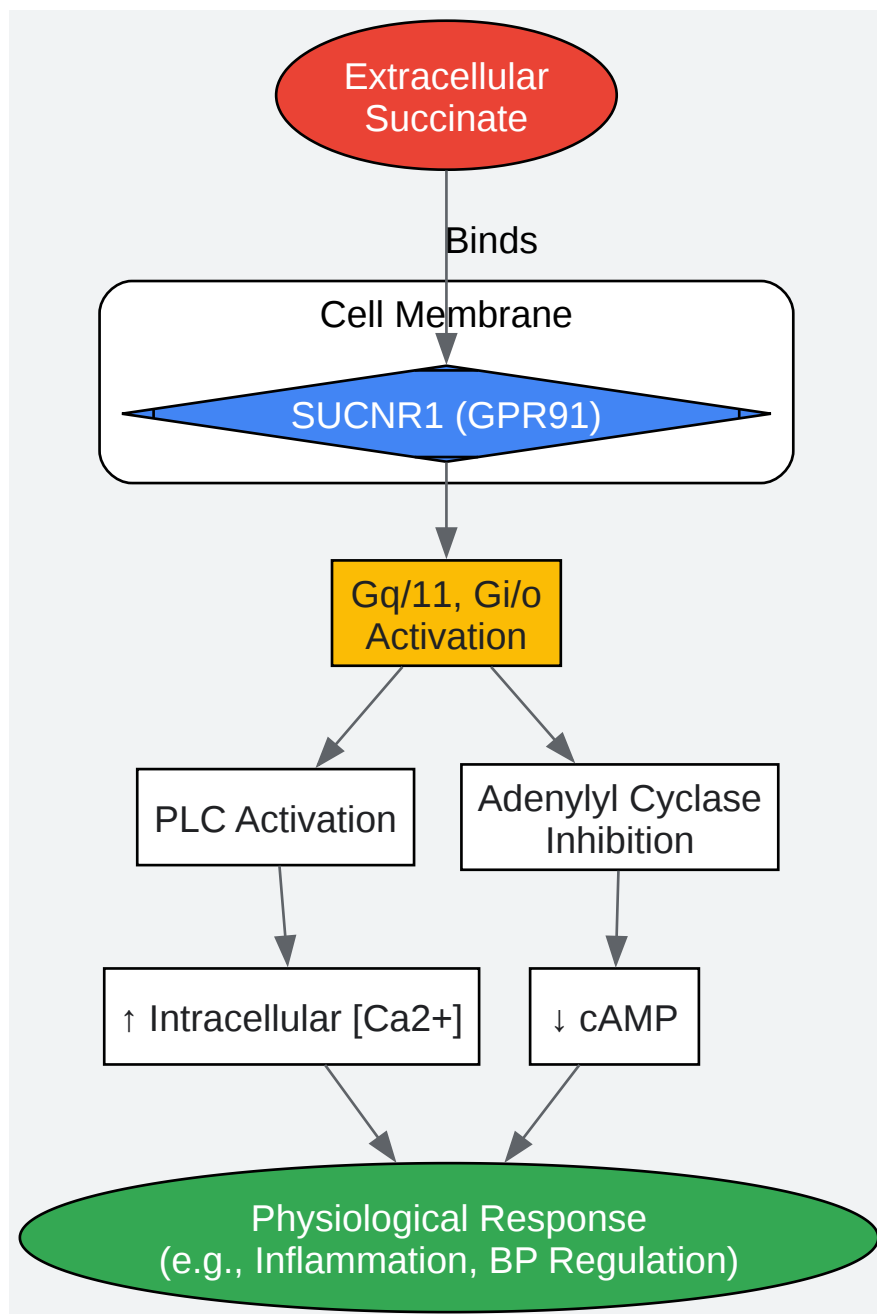 Extracellular
Succinate
Binds
Cell Membrane
SUCNR1 (GPR91)
Gq/11, Gi/o
Activation
PLC Activation
Adenylyl Cyclase
Inhibition
↑ Intracellular [Ca2+]
↓ cAMP
Physiological Response
(e.g., Inflammation, BP Regulation)